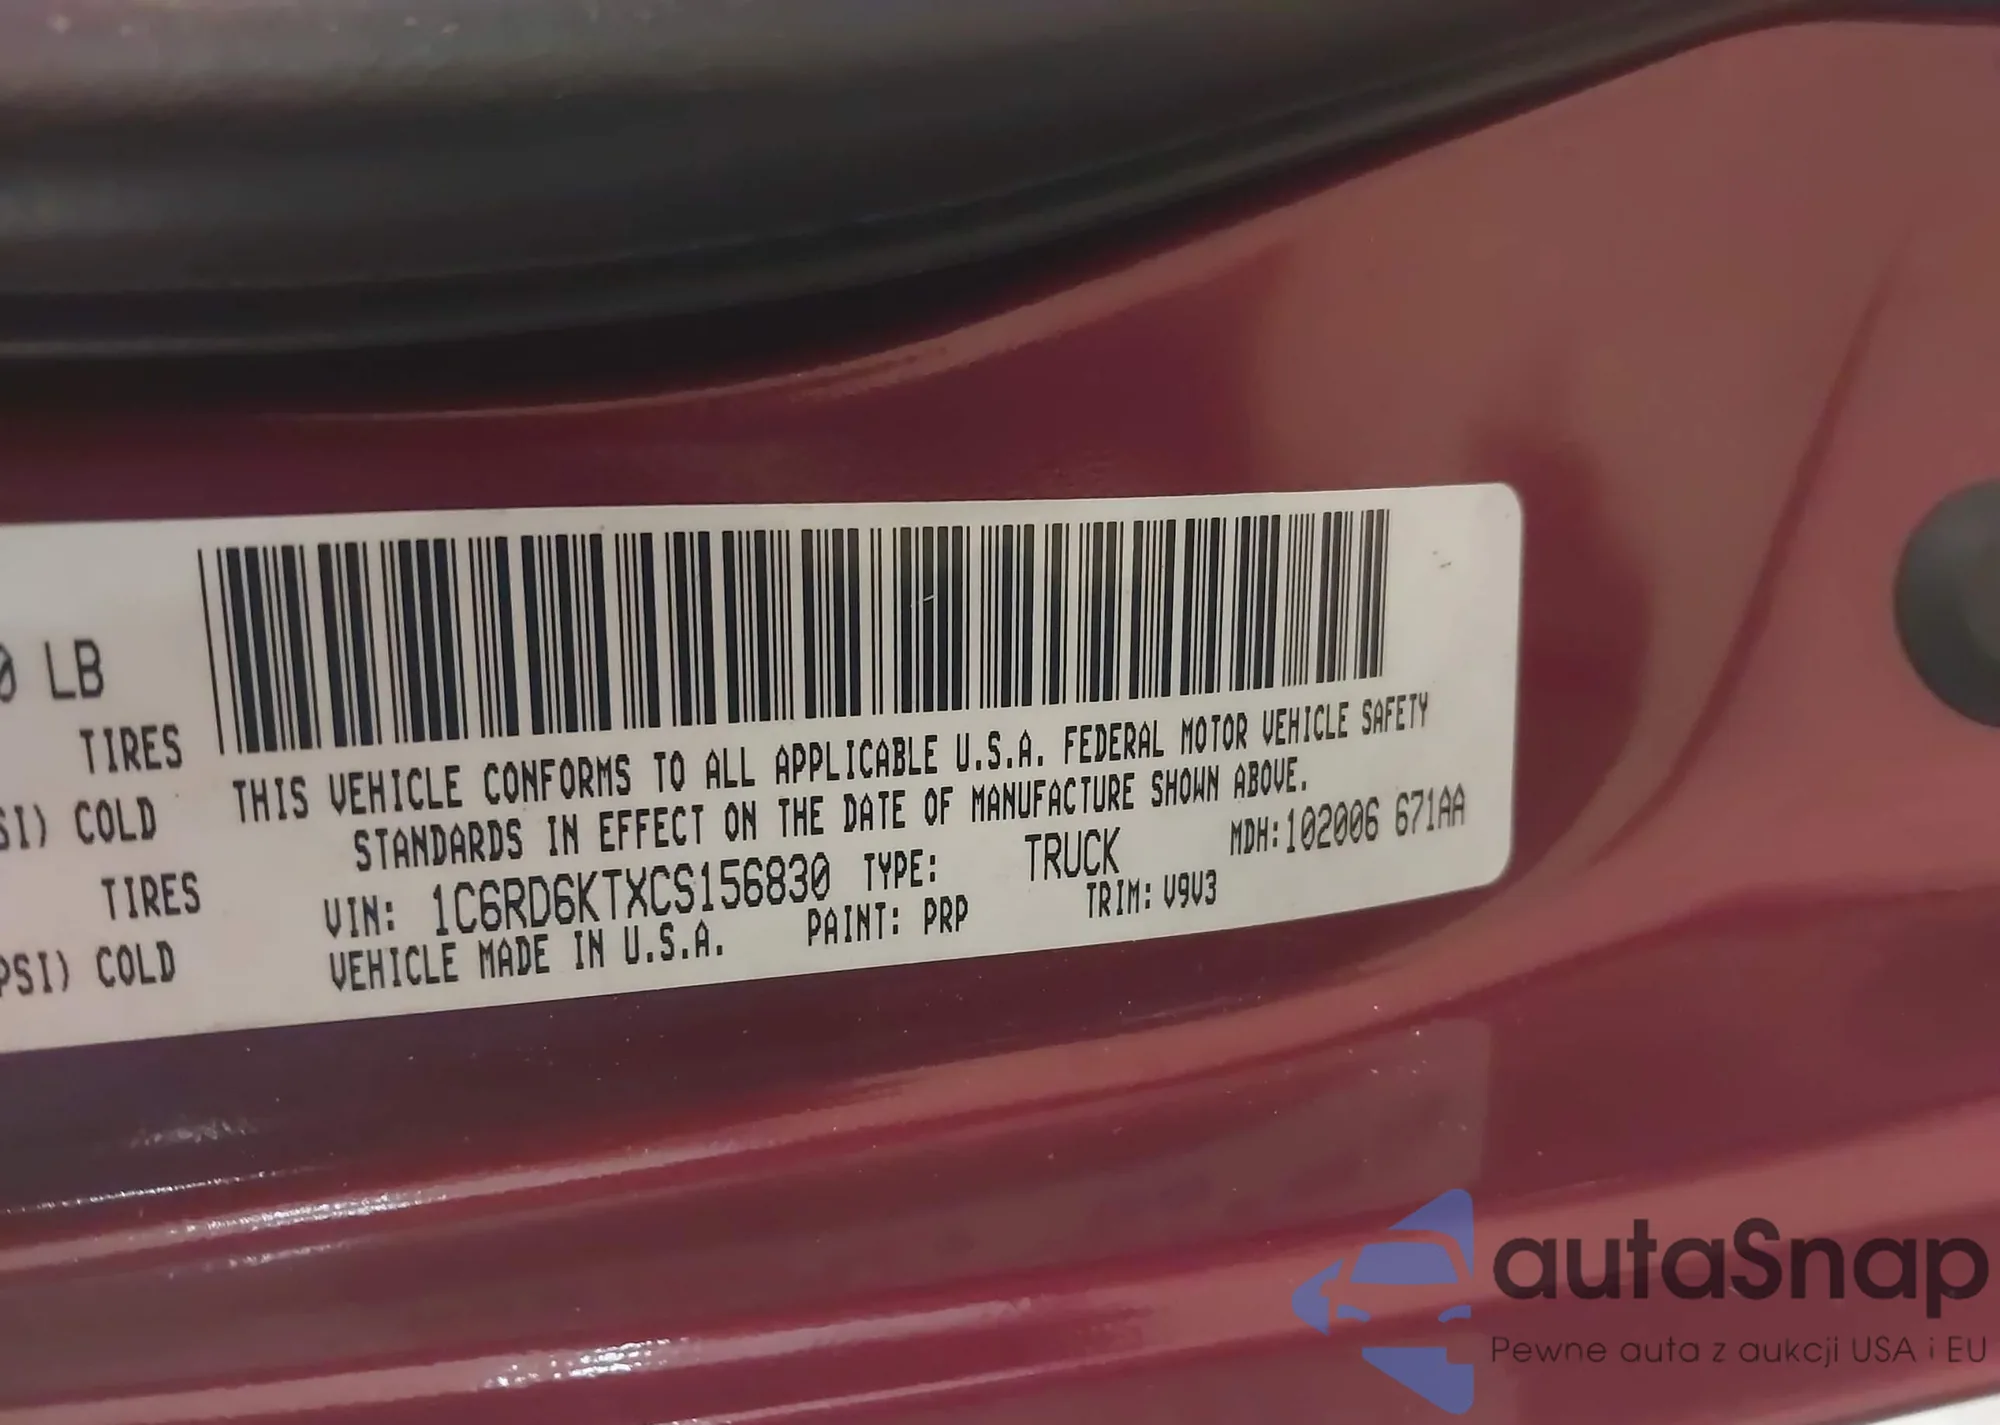 0 LB
TIRES
SI) COLD
TIRES
PSI) COLD
THIS VEHICLE CONFORMS TO ALL APPLICABLE U.S.A. FEDERAL MOTOR VEHICLE SAFETY
STANDARDS IN EFFECT ON THE DATE OF MANUFACTURE SHOWN ABOVE.
MDH:102006 671AA
VIN: 1C6RD6KTXCS156830 TYPE: TRUCK
VEHICLE MADE IN U.S.A. PAINT: PRP TRIM: V9V3
autaSnap
Pewne auta z aukcji USA i EU